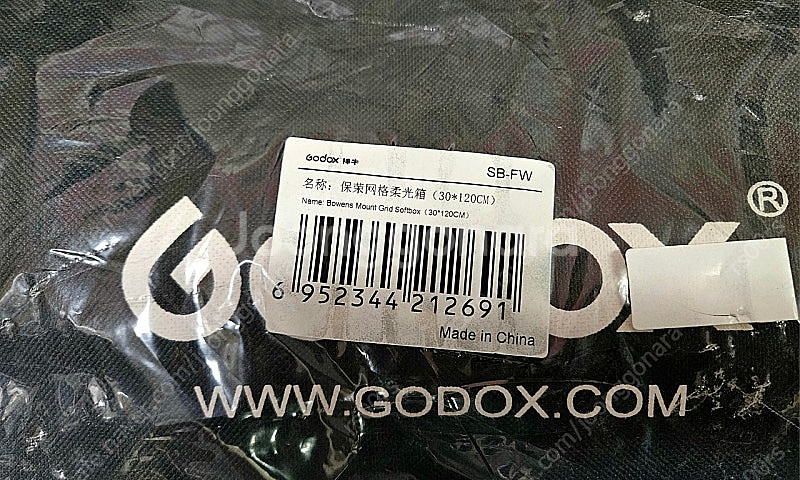 Godox 神牛
SB-FW
名称：保荣网格柔光箱（30*120CM）
Name: Bowens Mount Grid Softbox（30*120CM）
6 952344 212691
Made in China
GODOX®
WWW.GODOX.COM